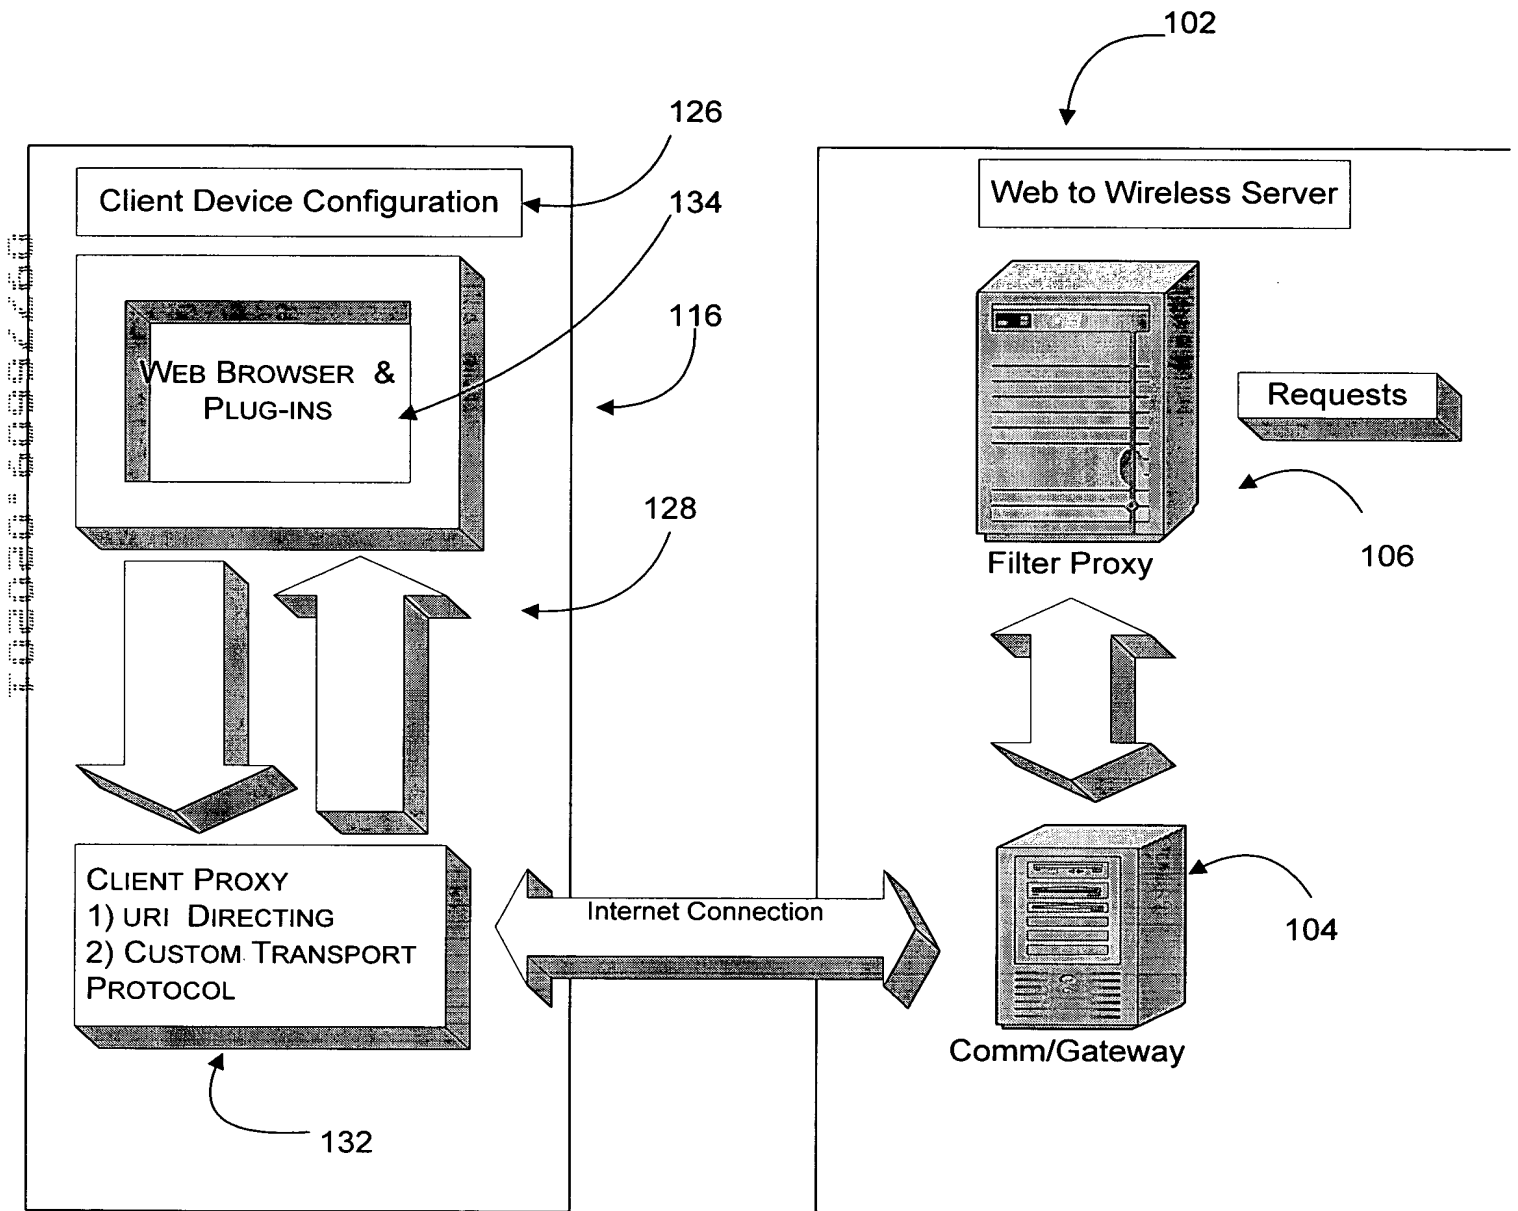 102
126
Client Device Configuration
134
Web to Wireless Server
116
WEB BROWSER &
PLUG-INS
Requests
128
Filter Proxy
106
CLIENT PROXY
1) URI DIRECTING
2) CUSTOM TRANSPORT
PROTOCOL
Internet Connection
104
Comm/Gateway
132